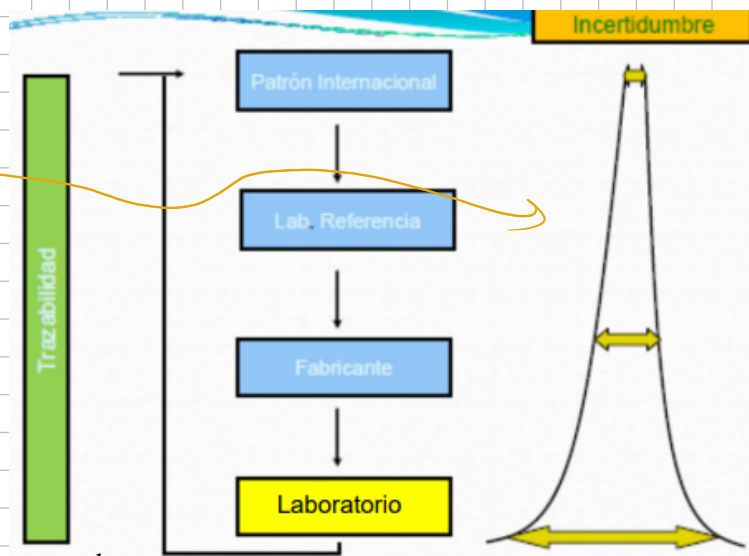 Incertidumbre
Patrón Internacional
Lab. Referencia
Trazabilidad
Fabricante
Laboratorio